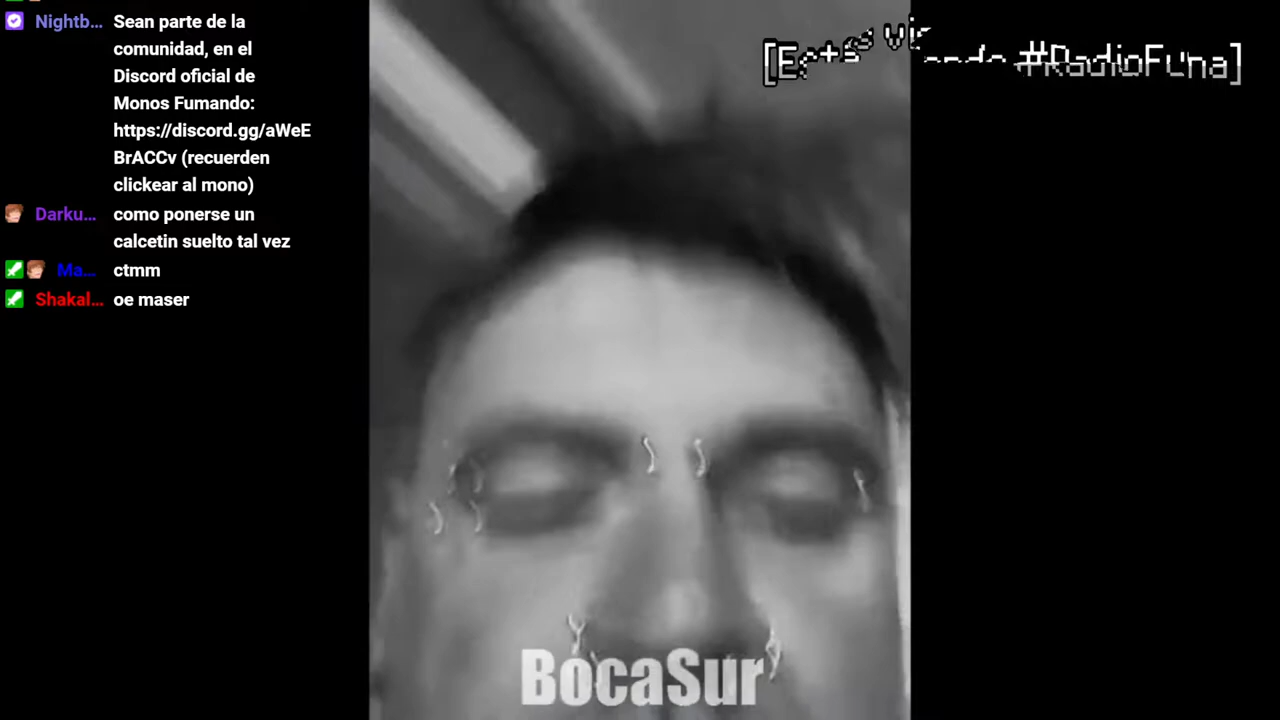 Nightb...
Sean parte de la
comunidad, en el
Discord oficial de
Monos Fumando:
https://discord.gg/aWeE
BrACCv (recuerden
clickear al mono)
Darku...
como ponerse un
calcetin suelto tal vez
Ma...
ctmm
Shakal...
oe maser
#RadioFuna]
BocaSur